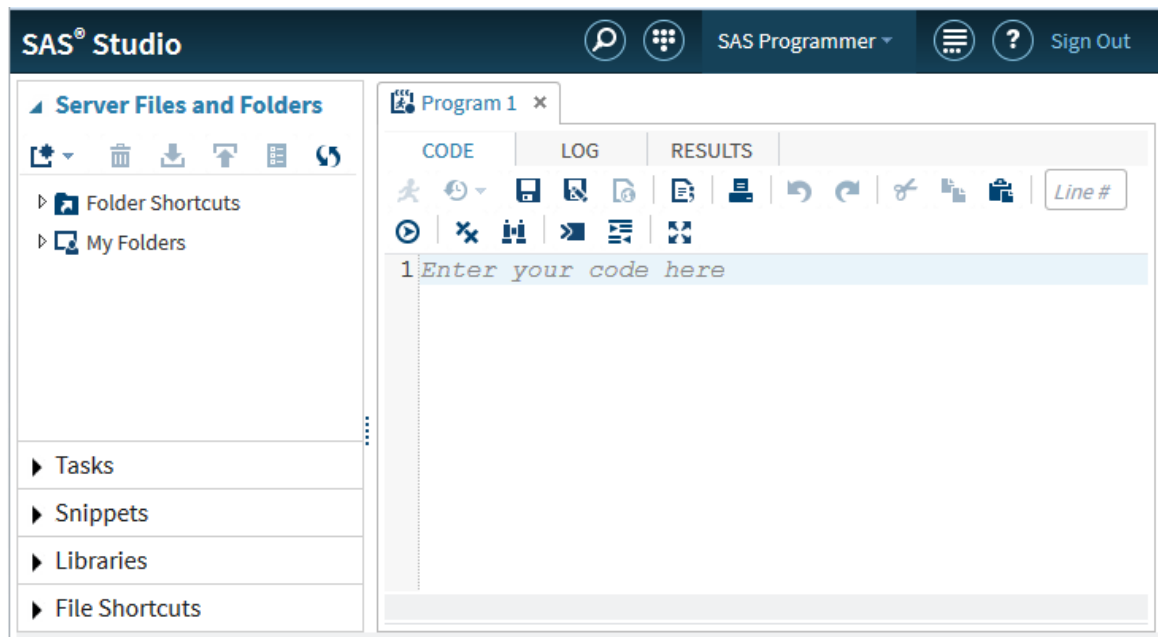 SAS® Studio
SAS Programmer
?
Sign Out
Server Files and Folders
Folder Shortcuts
My Folders
Tasks
Snippets
Libraries
File Shortcuts
Program 1
CODE LOG RESULTS
Line #
1 Enter your code here